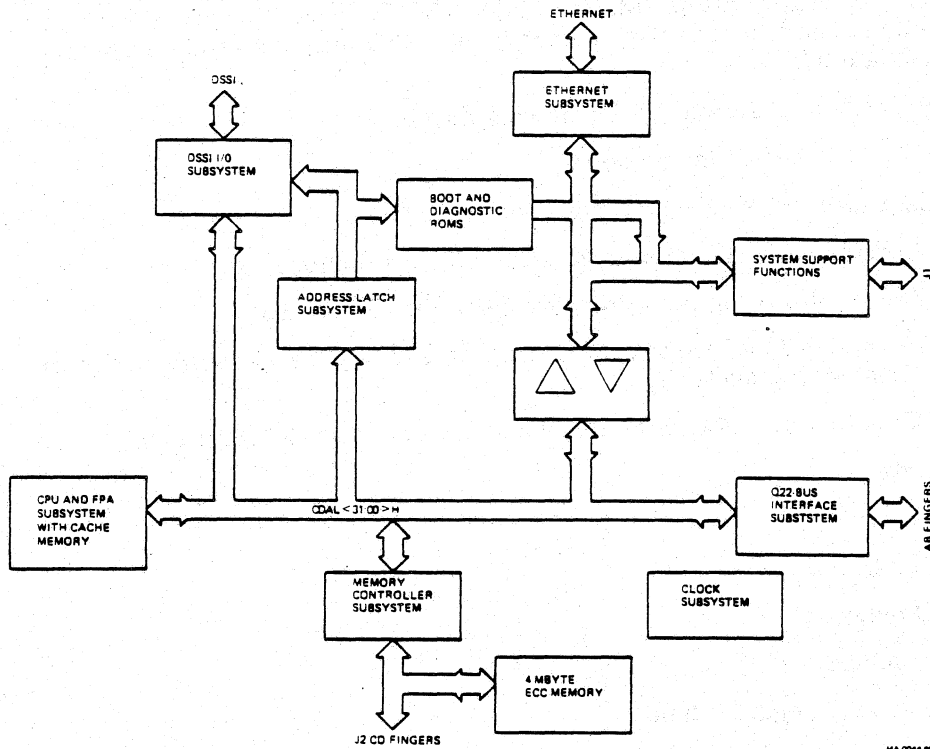 ETHERNET
DSSI
ETHERNET
SUBSYSTEM
DSSI I/O
SUBSYSTEM
BOOT AND
DIAGNOSTIC
ROMS
SYSTEM SUPPORT
FUNCTIONS
J1
ADDRESS LATCH
SUBSYSTEM
CPU AND FPA
SUBSYSTEM
WITH CACHE
MEMORY
CDAL <31:00> H
Q22-BUS
INTERFACE
SUBSTSTEM
AB FINGERS
MEMORY
CONTROLLER
SUBSYSTEM
CLOCK
SUBSYSTEM
4 MBYTE
ECC MEMORY
J2 CD FINGERS